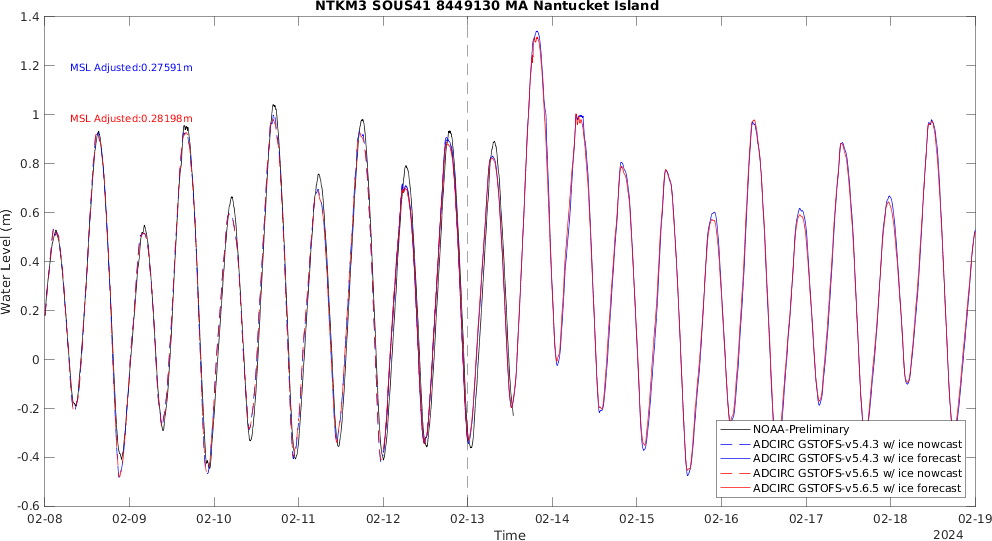 NTKM3 SOUS41 8449130 MA Nantucket Island
1.4
1.2
1
0.8
0.6
0.4
0.2
0
-0.2
-0.4
-0.6
Water Level (m)
MSL Adjusted:0.27591m
MSL Adjusted:0.28198m
NOAA-Preliminary
ADCIRC GSTOFS-v5.4.3 w/ ice nowcast
ADCIRC GSTOFS-v5.4.3 w/ ice forecast
ADCIRC GSTOFS-v5.6.5 w/ ice nowcast
ADCIRC GSTOFS-v5.6.5 w/ ice forecast
02-08 02-09 02-10 02-11 02-12 02-13 02-14 02-15 02-16 02-17 02-18 02-19
Time
2024